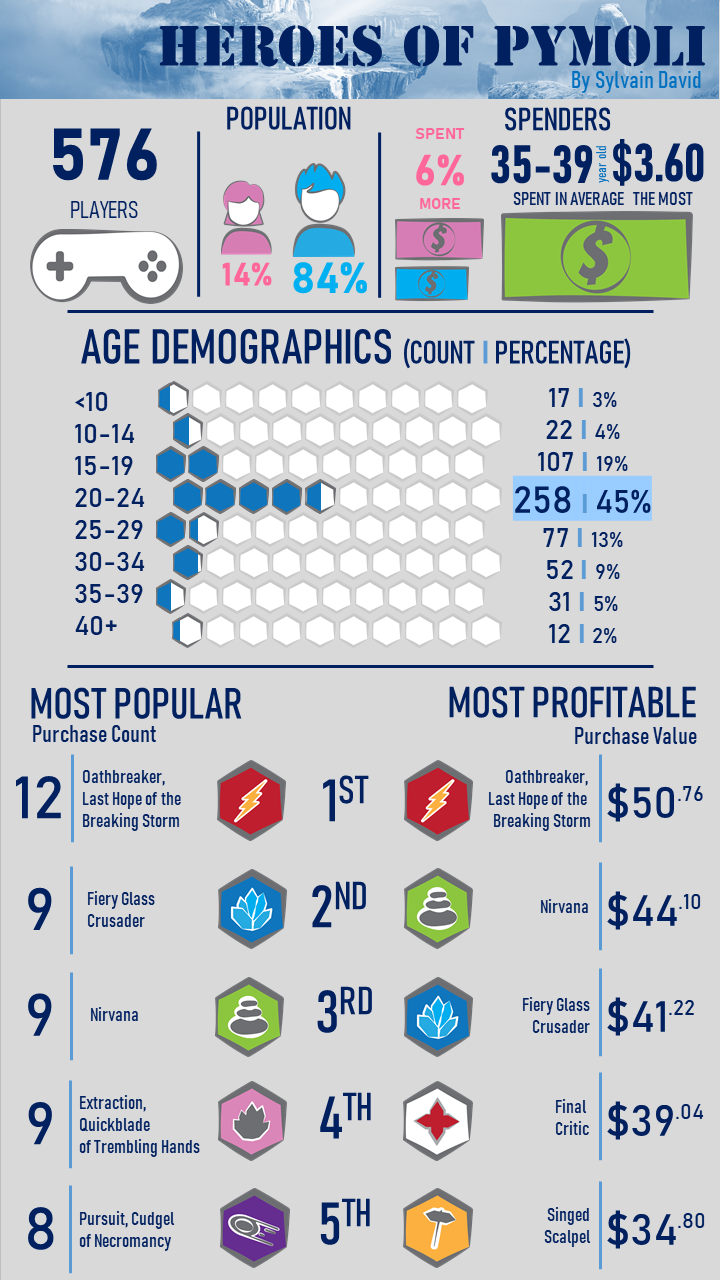 HEROES OF PYMOLI
By Sylvain David
576
PLAYERS
POPULATION
14%
84%
SPENT
6%
MORE
$
$
SPENDERS
35-39 year old $3.60
SPENT IN AVERAGE THE MOST
$
AGE DEMOGRAPHICS (COUNT | PERCENTAGE)
<10 17 | 3%
10-14 22 | 4%
15-19 107 | 19%
20-24 258 | 45%
25-29 77 | 13%
30-34 52 | 9%
35-39 31 | 5%
40+ 12 | 2%
MOST POPULAR
Purchase Count
MOST PROFITABLE
Purchase Value
12
Oathbreaker,
Last Hope of the
Breaking Storm
1ST
Oathbreaker,
Last Hope of the
Breaking Storm
$50.76
9
Fiery Glass
Crusader
2ND
Nirvana
$44.10
9
Nirvana
3RD
Fiery Glass
Crusader
$41.22
9
Extraction,
Quickblade
of Trembling Hands
4TH
Final
Critic
$39.04
8
Pursuit, Cudgel
of Necromancy
5TH
Singed
Scalpel
$34.80